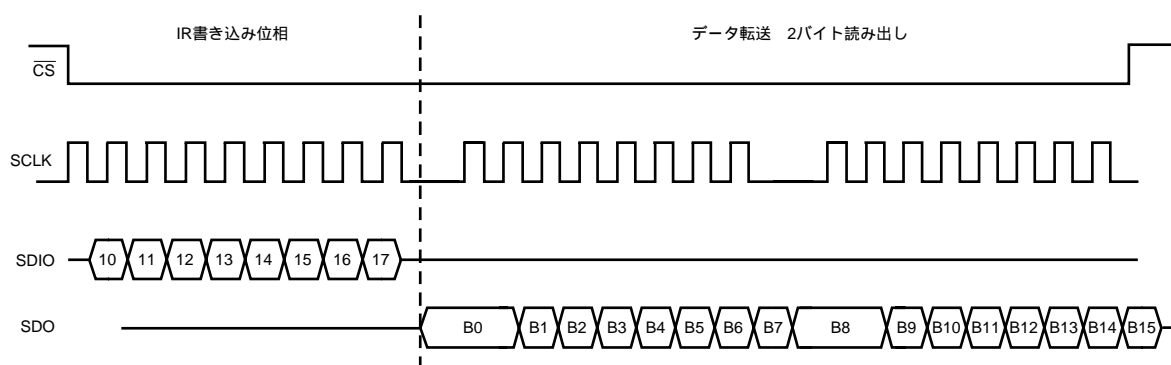 IR書き込み位相
データ転送 2バイト読み出し
CS
SCLK
SDIO
10 11 12 13 14 15 16 17
SDO
B0 B1 B2 B3 B4 B5 B6 B7 B8 B9 B10 B11 B12 B13 B14 B15